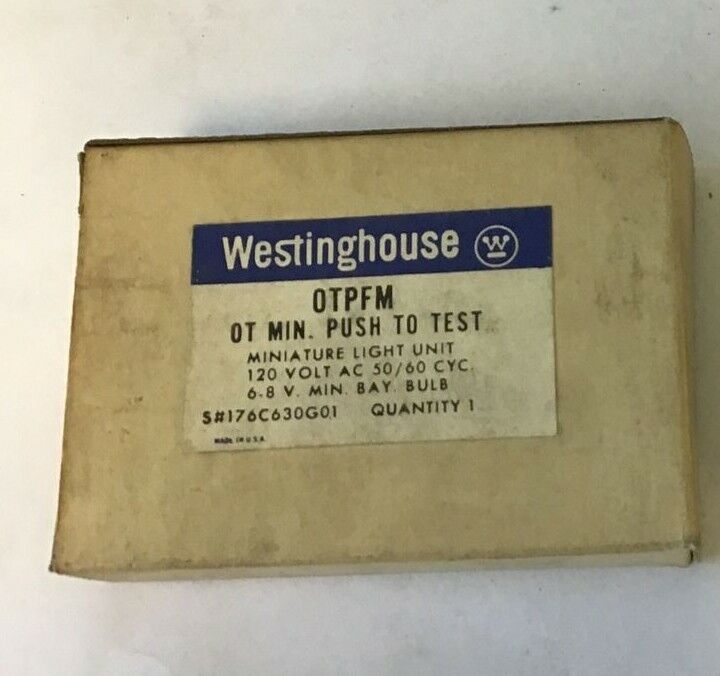 Westinghouse W
OTPFM
OT MIN. PUSH TO TEST
MINIATURE LIGHT UNIT
120 VOLT AC 50/60 CYC.
6-8 V. MIN. BAY. BULB
S#176C630G01 QUANTITY 1
MADE IN U.S.A.